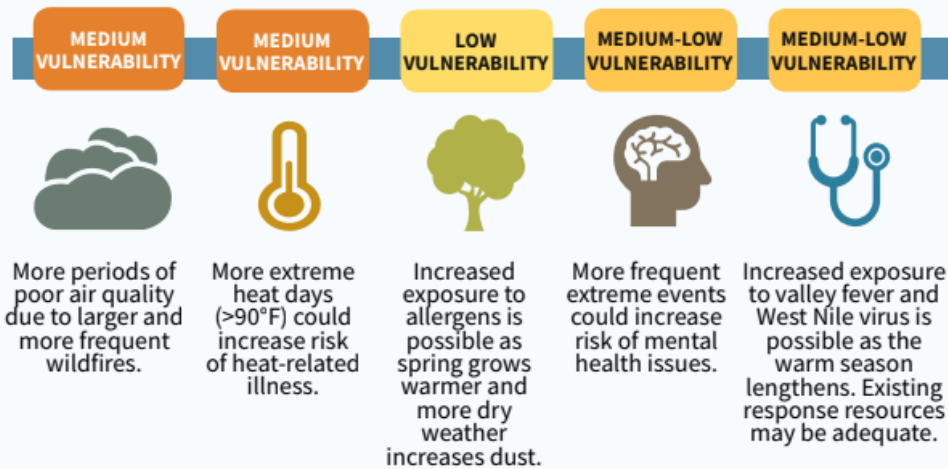 MEDIUM
VULNERABILITY
MEDIUM
VULNERABILITY
LOW
VULNERABILITY
MEDIUM-LOW
VULNERABILITY
MEDIUM-LOW
VULNERABILITY
More periods of
poor air quality
due to larger and
more frequent
wildfires.
More extreme
heat days
(>90°F) could
increase risk
of heat-related
illness.
Increased
exposure to
allergens is
possible as
spring grows
warmer and
more dry
weather
increases dust.
More frequent
extreme events
could increase
risk of mental
health issues.
Increased exposure
to valley fever and
West Nile virus is
possible as the
warm season
lengthens. Existing
response resources
may be adequate.